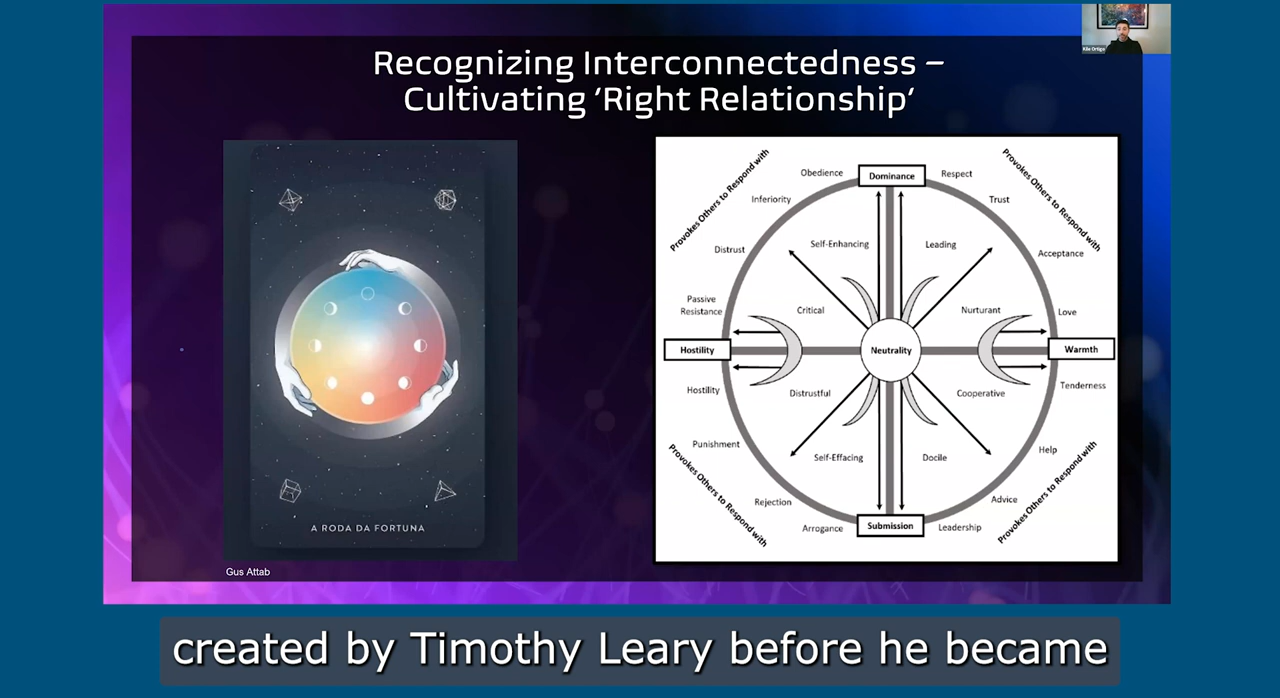 Recognizing Interconnectedness –
Cultivating ‘Right Relationship’
Kile Ortigo
A RODA DA FORTUNA
Gus Attab
Provokes Others to Respond with
Obedience
Dominance
Respect
Provokes Others to Respond with
Inferiority
Trust
Distrust
Self-Enhancing
Leading
Acceptance
Passive
Resistance
Critical
Nurturant
Love
Hostility
Neutrality
Warmth
Hostility
Distrustful
Cooperative
Tenderness
Punishment
Self-Effacing
Docile
Help
Provokes Others to Respond with
Rejection
Advice
Provokes Others to Respond with
Arrogance
Submission
Leadership
created by Timothy Leary before he became